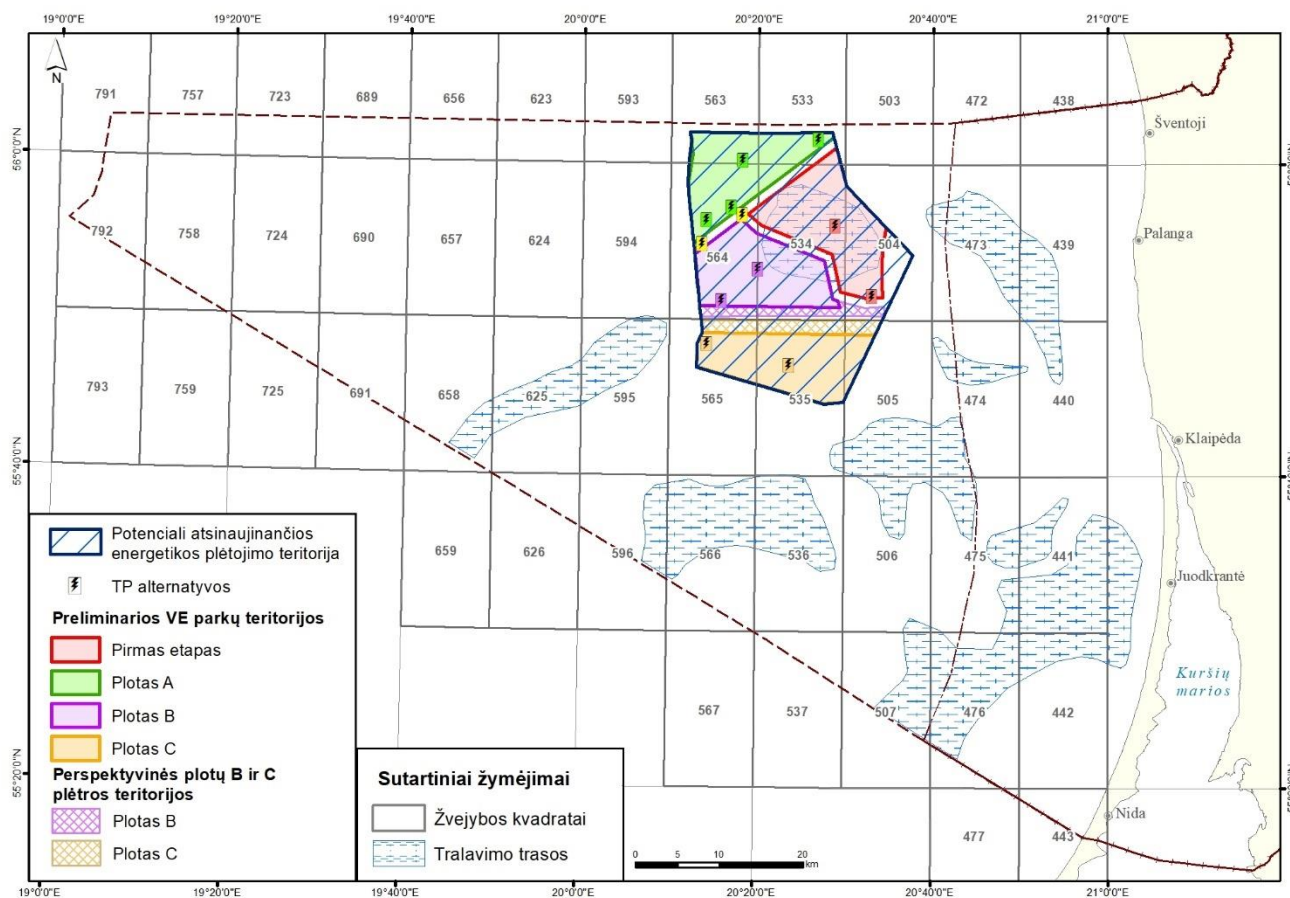 19°0'0"E 19°20'0"E 19°40'0"E 20°0'0"E 20°20'0"E 20°40'0"E 21°0'0"E
N
791 757 723 689 656 623 593 563 533 503 472 438
Šventoji
56°0'0"N
792 758 724 690 657 624 594 564 534 504 473 439
Palanga
793 759 725 691 658 625 595 565 535 505 474 440
Klaipėda
55°40'0"N
659 626 596 566 536 506 475 441
Juodkrantė
Kuršių
marios
567 537 507 476 442
55°20'0"N
Nida
477 443
Potenciali atsinaujinančios
energetikos plėtojimo teritorija
TP alternatyvos
Preliminarios VE parkų teritorijos
Pirmas etapas
Plotas A
Plotas B
Plotas C
Perspektyvinės plotų B ir C
plėtros teritorijos
Plotas B
Plotas C
Sutartiniai žymėjimai
Žvejybos kvadratai
Tralavimo trasos
0 5 10 20
km
19°0'0"E 19°20'0"E 19°40'0"E 20°0'0"E 20°20'0"E 20°40'0"E 21°0'0"E